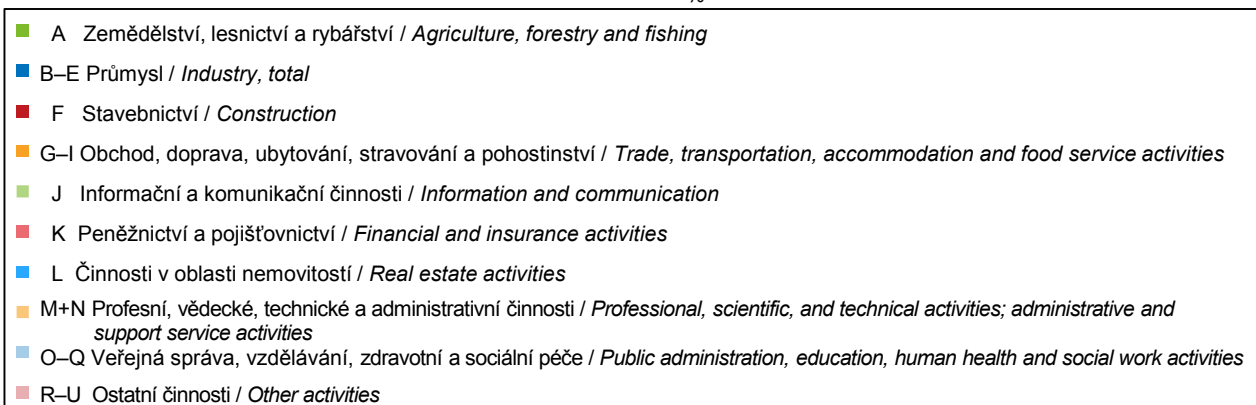 %
A Zemědělství, lesnictví a rybářství / Agriculture, forestry and fishing
B–E Průmysl / Industry, total
F Stavebnictví / Construction
G–I Obchod, doprava, ubytování, stravování a pohostinství / Trade, transportation, accommodation and food service activities
J Informační a komunikační činnosti / Information and communication
K Peněžnictví a pojišťovnictví / Financial and insurance activities
L Činnosti v oblasti nemovitostí / Real estate activities
M+N Profesní, vědecké, technické a administrativní činnosti / Professional, scientific, and technical activities; administrative and
support service activities
O–Q Veřejná správa, vzdělávání, zdravotní a sociální péče / Public administration, education, human health and social work activities
R–U Ostatní činnosti / Other activities